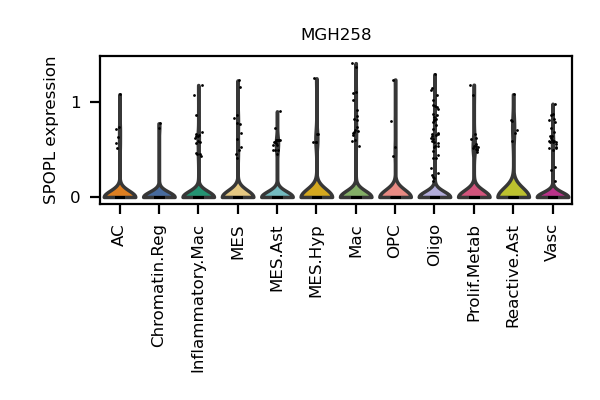 MGH258
SPOPL expression
1
0
AC
Chromatin.Reg
Inflammatory.Mac
MES
MES.Ast
MES.Hyp
Mac
OPC
Oligo
Prolif.Metab
Reactive.Ast
Vasc